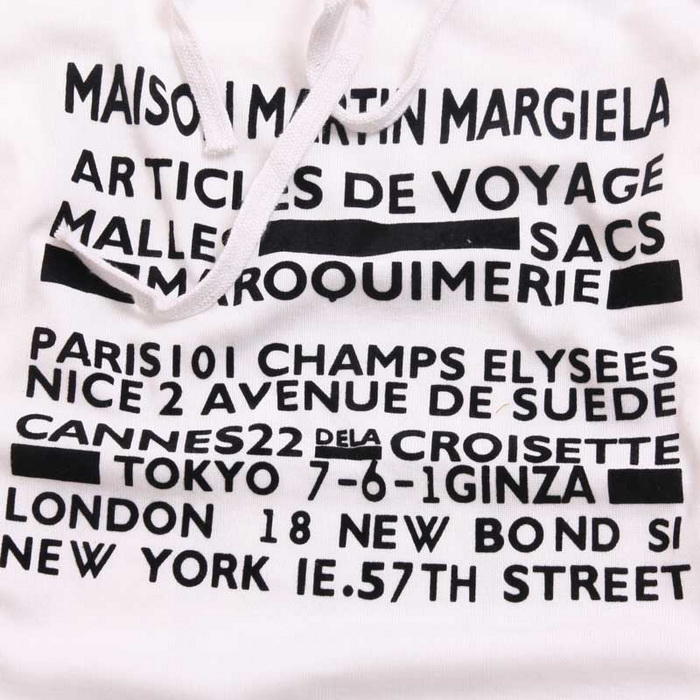 MAISON MARTIN MARGIELA
ARTICLES DE VOYAGE
MALLES SACS
MAROQUIMERIE
PARIS101 CHAMPS ELYSEES
NICE 2 AVENUE DE SUEDE
CANNES22 DELA CROISETTE
TOKYO 7-6-1GINZA
LONDON 18 NEW BOND SI
NEW YORK IE.57TH STREET